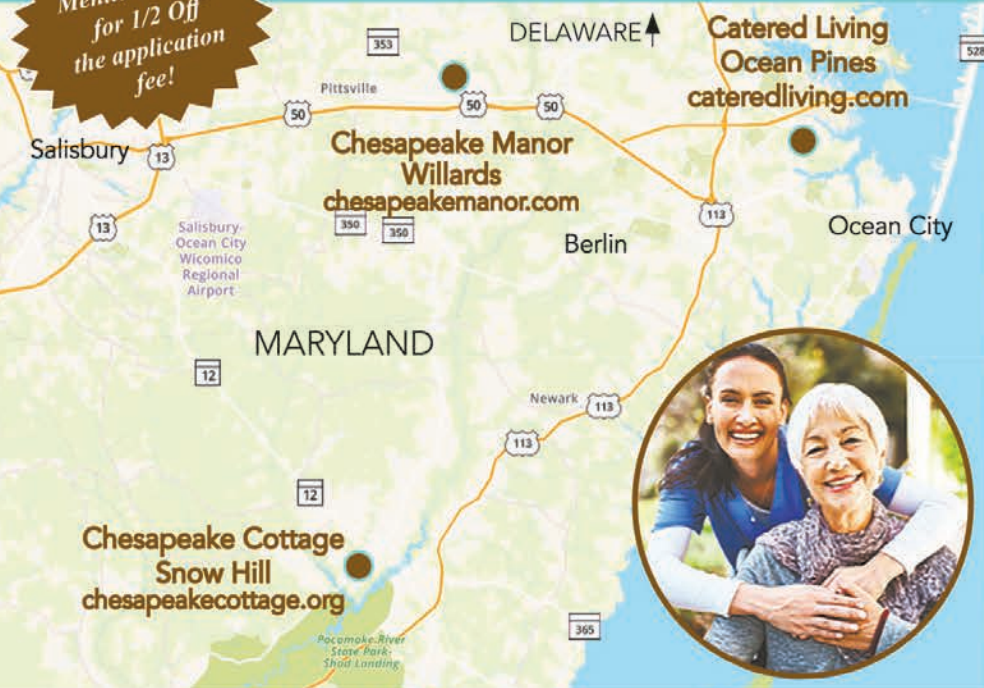 for 1/2 Off
the application
fee!
DELAWARE
353
Catered Living
Ocean Pines
cateredliving.com
528
Pittsville
50
50
50
Salisbury
13
Chesapeake Manor
Willards
chesapeakemanor.com
13
350
350
113
Salisbury-
Ocean City
Wicomico
Regional
Airport
Berlin
Ocean City
MARYLAND
12
Newark
113
113
12
Chesapeake Cottage
Snow Hill
chesapeakecottage.org
365
Pocomoke River
State Park-
Shad Landing